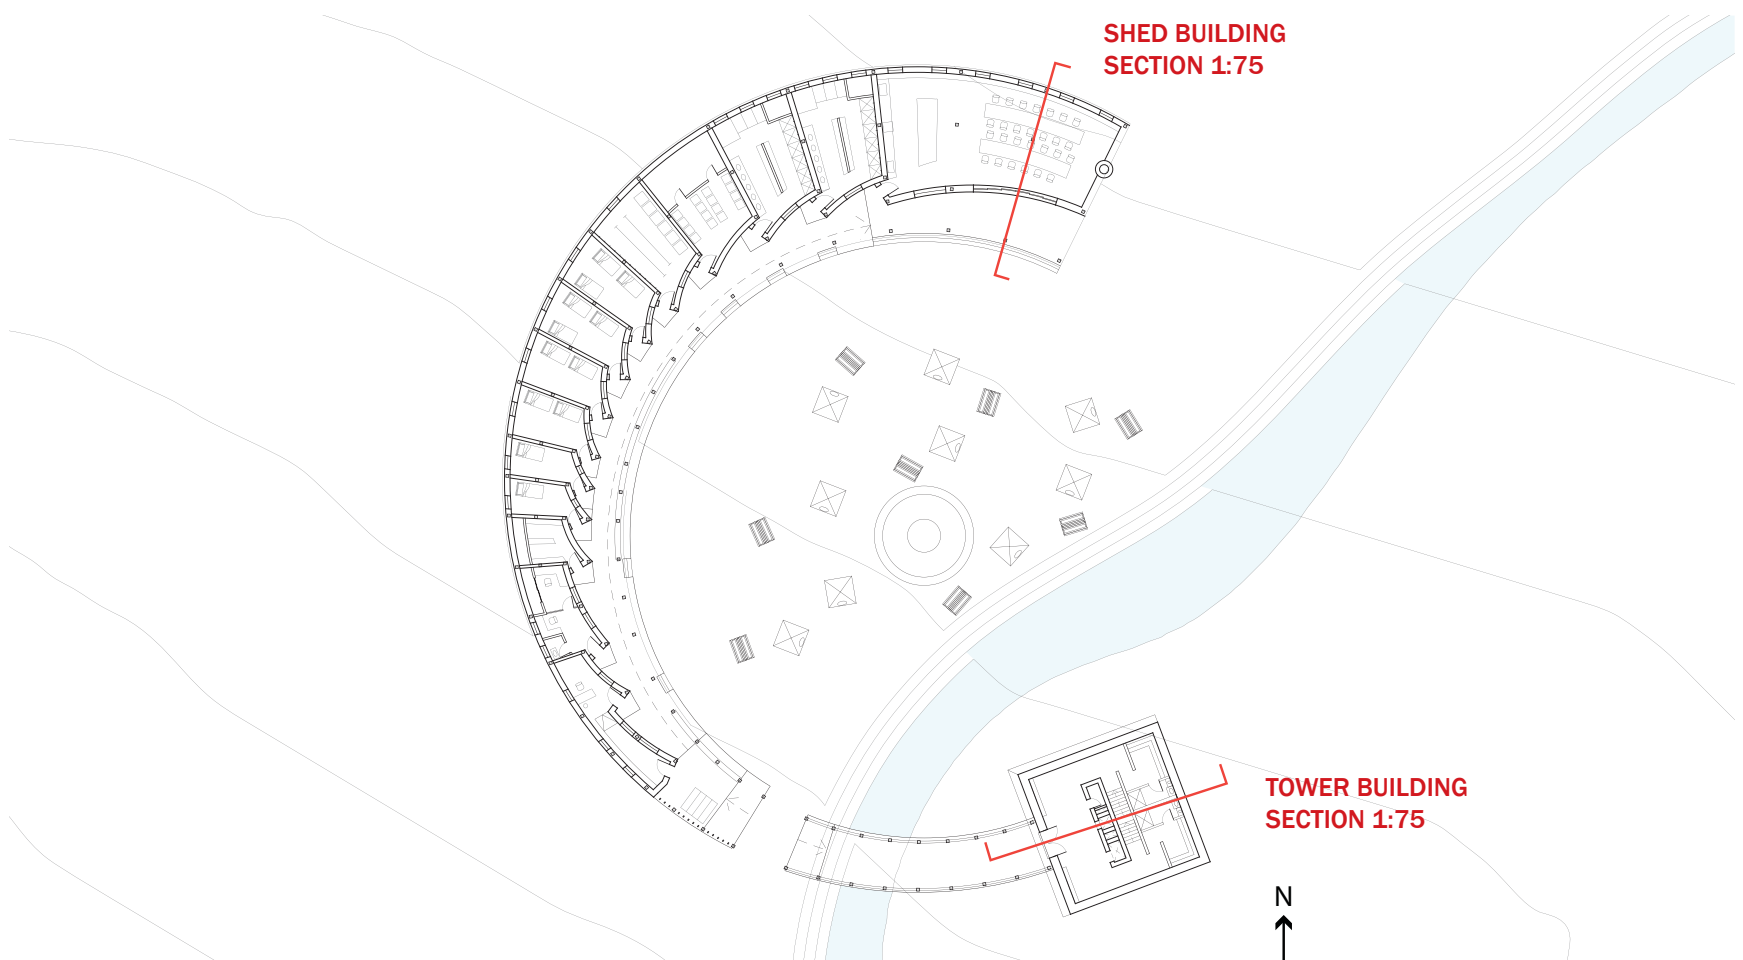 SHED BUILDING
SECTION 1:75
TOWER BUILDING
SECTION 1:75
N